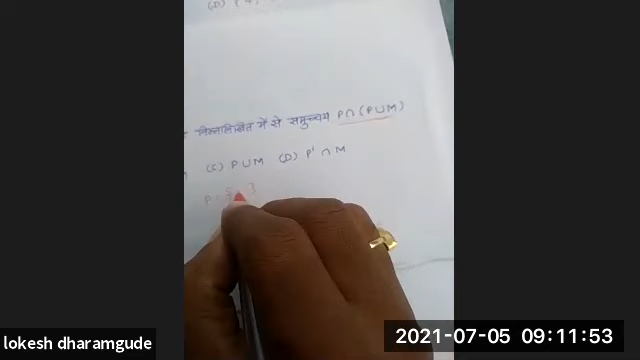 (D)
निम्नलिखित में से समुच्चय P∩(P∪M)
(C) P∪M (D) P' ∩ M
P
lokesh dharamgude
2021-07-05 09:11:53